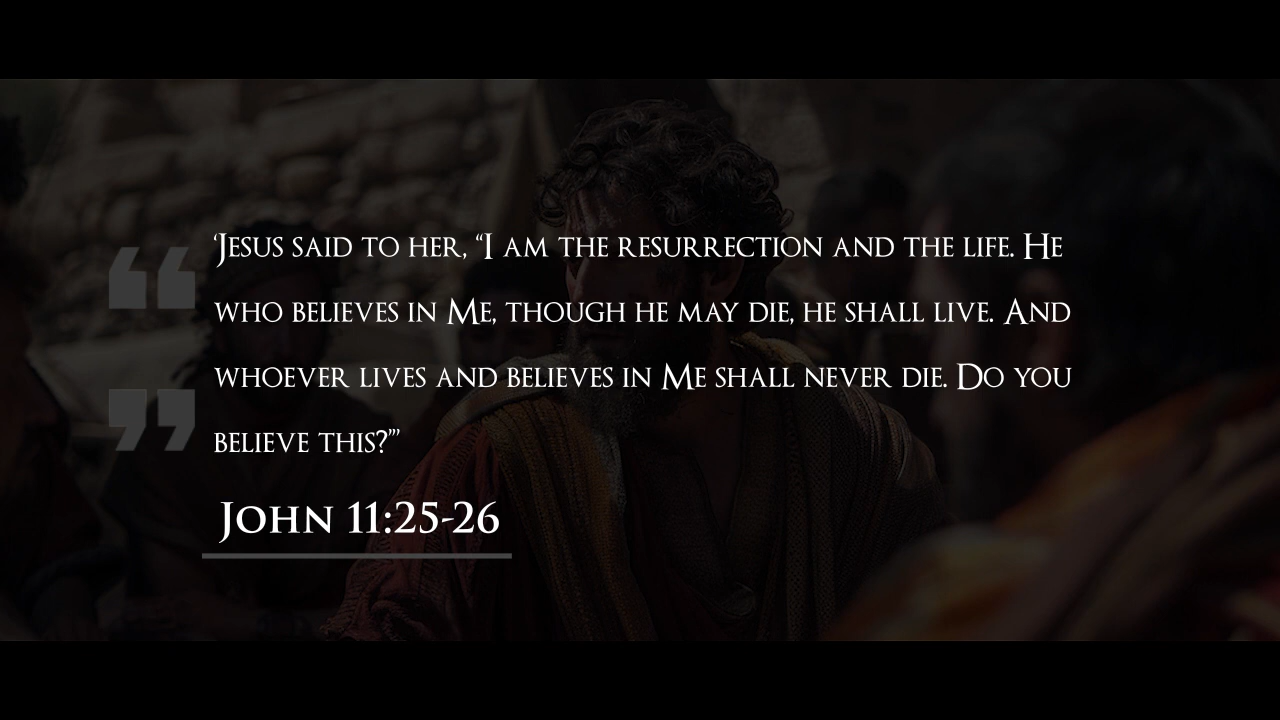 ‘Jesus said to her, “I am the resurrection and the life. He
who believes in Me, though he may die, he shall live. And
whoever lives and believes in Me shall never die. Do you
believe this?”’
John 11:25-26